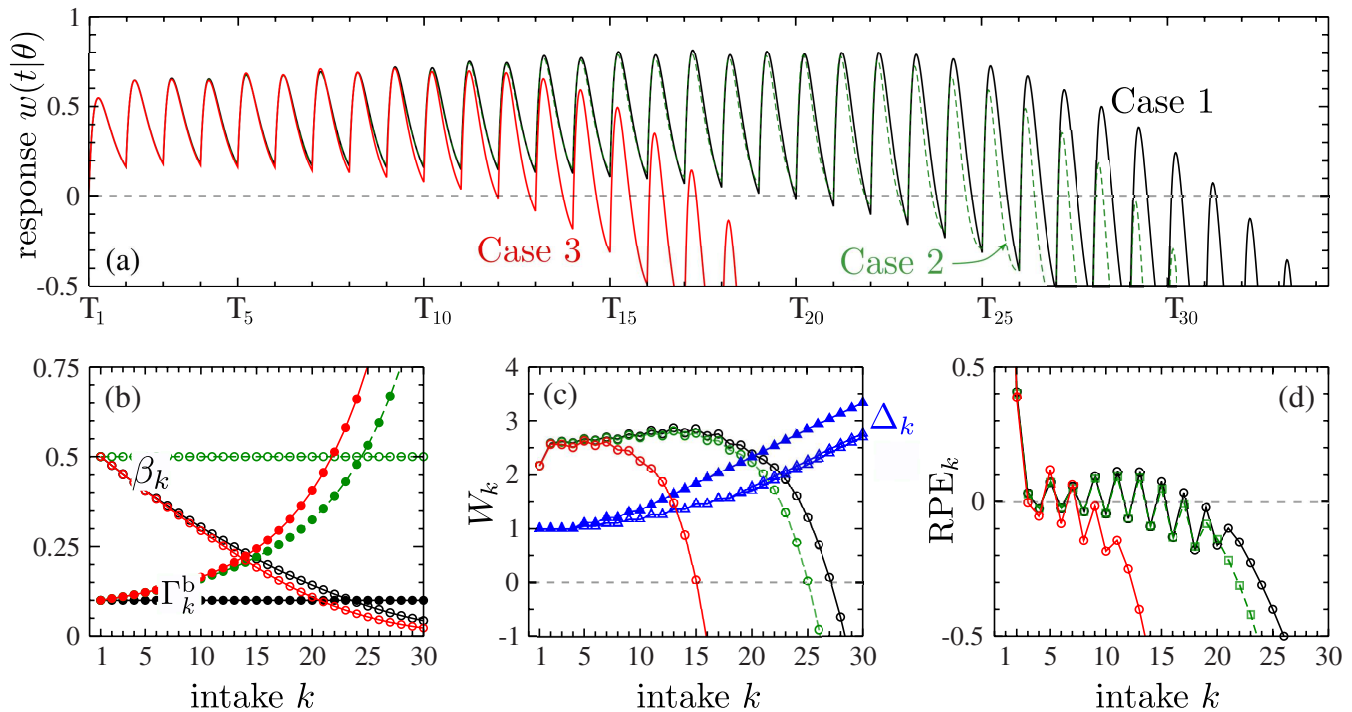 1
0.5
0
-0.5
response w(t|θ)
(a)
Case 1
Case 2
Case 3
T₁ T₅ T₁₀ T₁₅ T₂₀ T₂₅ T₃₀
0.75
0.5
0.25
0
(b)
βₖ
Γₖᵇ
1 5 10 15 20 25 30
intake k
4
3
2
1
0
-1
Wₖ
(c)
Δₖ
1 5 10 15 20 25 30
intake k
0.5
0
-0.5
RPEₖ
(d)
1 5 10 15 20 25 30
intake k